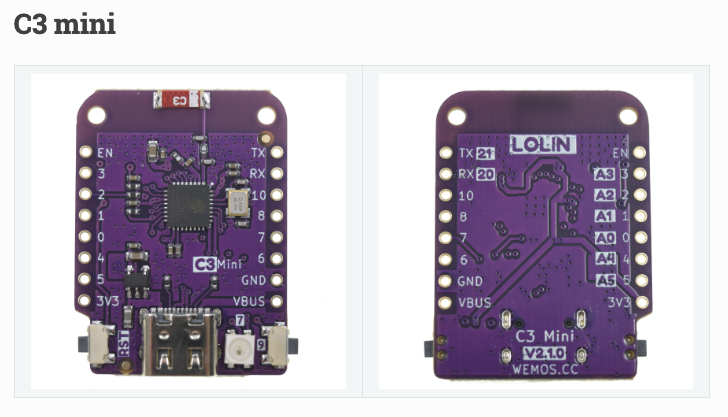 C3 mini
C3
EN TX
3 RX
2 10
1 8
0 7
4 6
C3 Mini
5 GND
3V3 VBUS
RST 7 9
LOLIN
TX 21 EN
RX 20 A3 3
10 A2 2
8 A1 1
7 A0 0
6 A4 4
GND A5 5
VBUS 3V3
C3 Mini
V2.1.0
WEMOS.CC